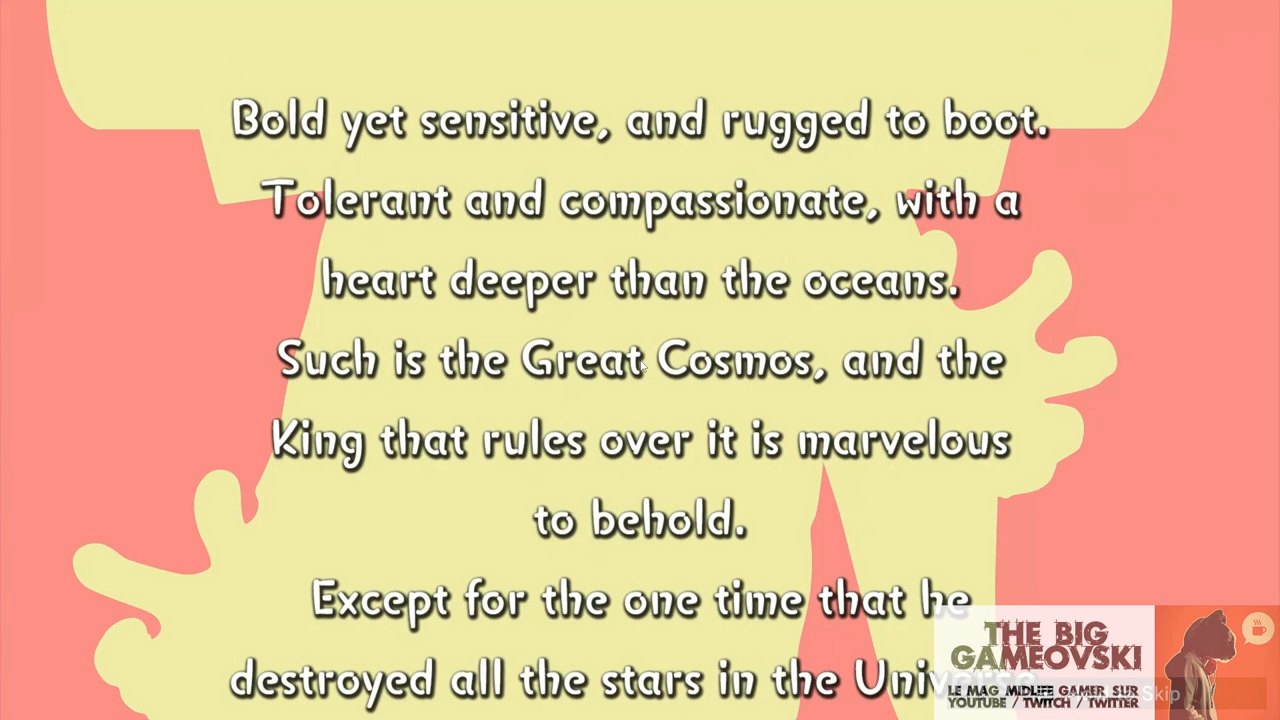 Bold yet sensitive, and rugged to boot.
Tolerant and compassionate, with a
heart deeper than the oceans.
Such is the Great Cosmos, and the
King that rules over it is marvelous
to behold.
Except for the one time that he
destroyed all the stars in the Universe
THE BIG
GAMEOVSKI
LE MAG MIDLIFE GAMER SUR
YOUTUBE / TWITCH / TWITTER
Skip